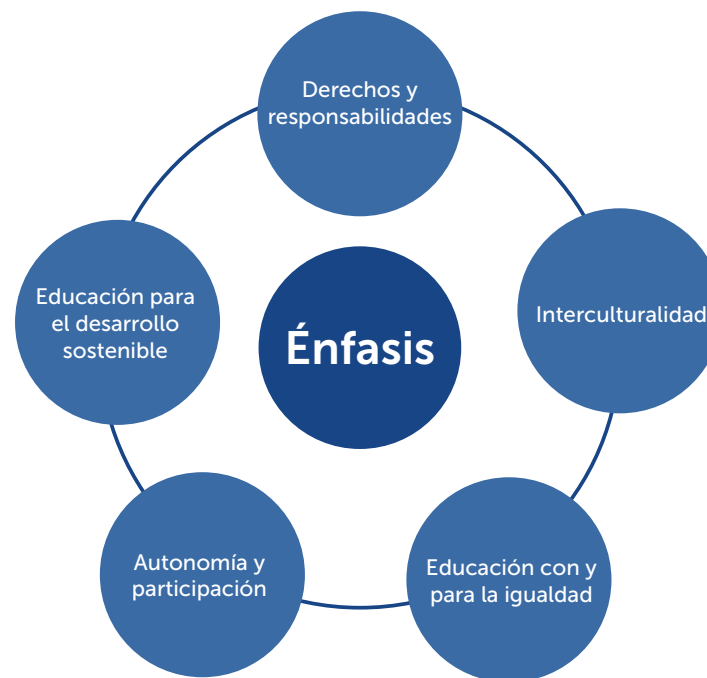 Derechos y
responsabilidades
Interculturalidad
Educación con y
para la igualdad
Autonomía y
participación
Educación para
el desarrollo
sostenible
Énfasis